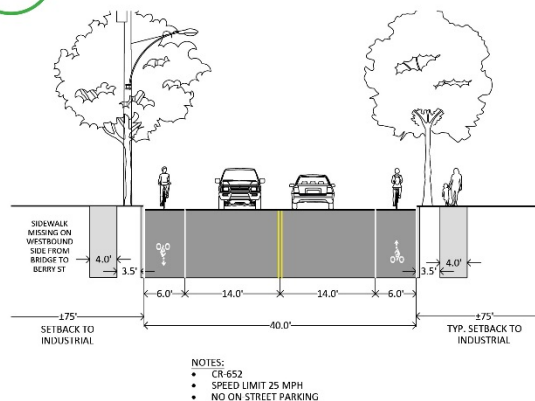 SIDEWALK
MISSING ON
WESTBOUND
SIDE FROM
BRIDGE TO
BERRY ST
4.0'
3.5'
3.5'
4.0'
6.0'
14.0'
14.0'
6.0'
±75'
SETBACK TO
INDUSTRIAL
40.0'
±75'
TYP. SETBACK TO
INDUSTRIAL
NOTES:
• CR-652
• SPEED LIMIT 25 MPH
• NO ON STREET PARKING